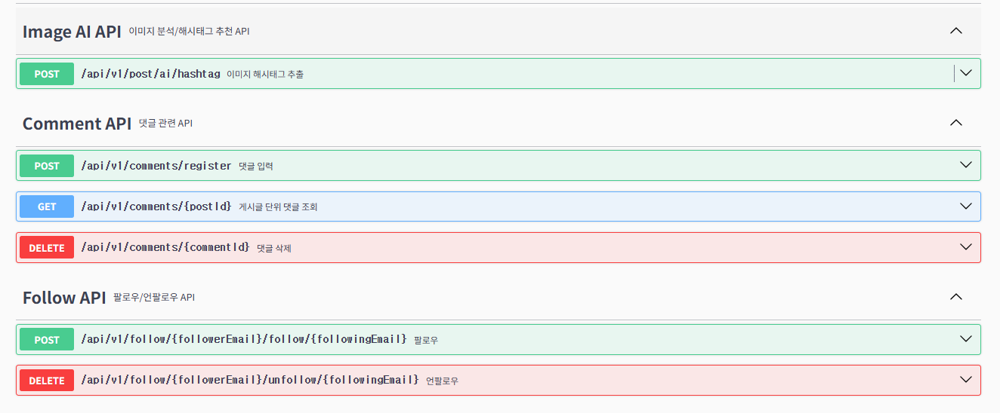 Image AI API 이미지 분석/해시태그 추천 API
POST /api/v1/post/ai/hashtag 이미지 해시태그 추출
Comment API 댓글 관련 API
POST /api/v1/comments/register 댓글 입력
GET /api/v1/comments/{postId} 게시글 단위 댓글 조회
DELETE /api/v1/comments/{commentId} 댓글 삭제
Follow API 팔로우/언팔로우 API
POST /api/v1/follow/{followerEmail}/follow/{followingEmail} 팔로우
DELETE /api/v1/follow/{followerEmail}/unfollow/{followingEmail} 언팔로우